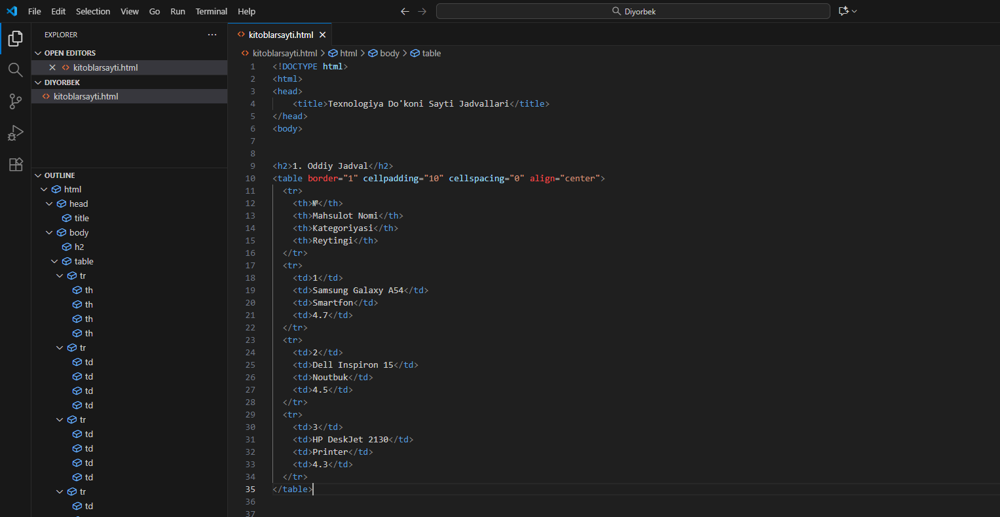 File Edit Selection View Go Run Terminal Help
Diyorbek
EXPLORER
OPEN EDITORS
kitoblarsayti.html
DIYORBEK
kitoblarsayti.html
OUTLINE
html
head
title
body
h2
table
tr
th
th
th
th
tr
td
td
td
td
tr
td
td
td
td
tr
td
kitoblarsayti.html
kitoblarsayti.html > html > body > table
1 <!DOCTYPE html>
2 <html>
3 <head>
4 <title>Texnologiya Do'koni Sayti Jadvallari</title>
5 </head>
6 <body>
7
8
9 <h2>1. Oddiy Jadval</h2>
10 <table border="1" cellpadding="10" cellspacing="0" align="center">
11 <tr>
12 <th>№</th>
13 <th>Mahsulot Nomi</th>
14 <th>Kategoriyasi</th>
15 <th>Reytingi</th>
16 </tr>
17 <tr>
18 <td>1</td>
19 <td>Samsung Galaxy A54</td>
20 <td>Smartfon</td>
21 <td>4.7</td>
22 </tr>
23 <tr>
24 <td>2</td>
25 <td>Dell Inspiron 15</td>
26 <td>Noutbuk</td>
27 <td>4.5</td>
28 </tr>
29 <tr>
30 <td>3</td>
31 <td>HP DeskJet 2130</td>
32 <td>Printer</td>
33 <td>4.3</td>
34 </tr>
35 </table>
36
37